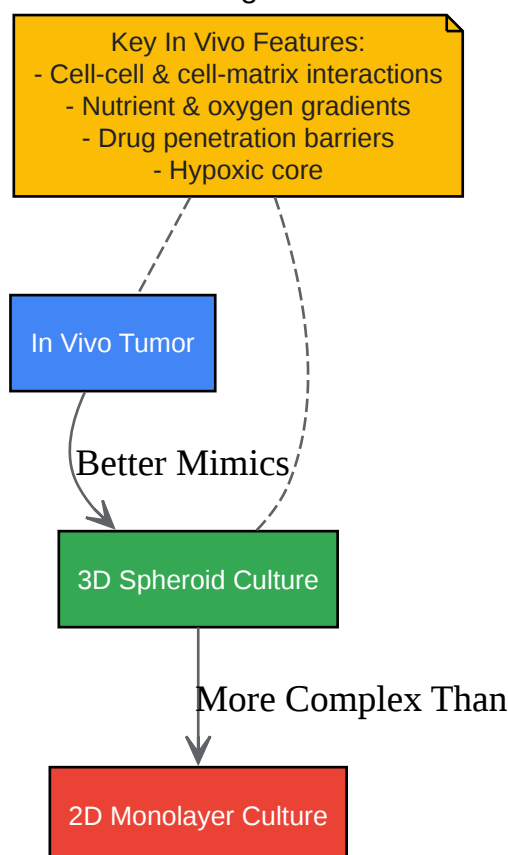 Key In Vivo Features:
- Cell-cell & cell-matrix interactions
- Nutrient & oxygen gradients
- Drug penetration barriers
- Hypoxic core
In Vivo Tumor
Better Mimics
3D Spheroid Culture
More Complex Than
2D Monolayer Culture